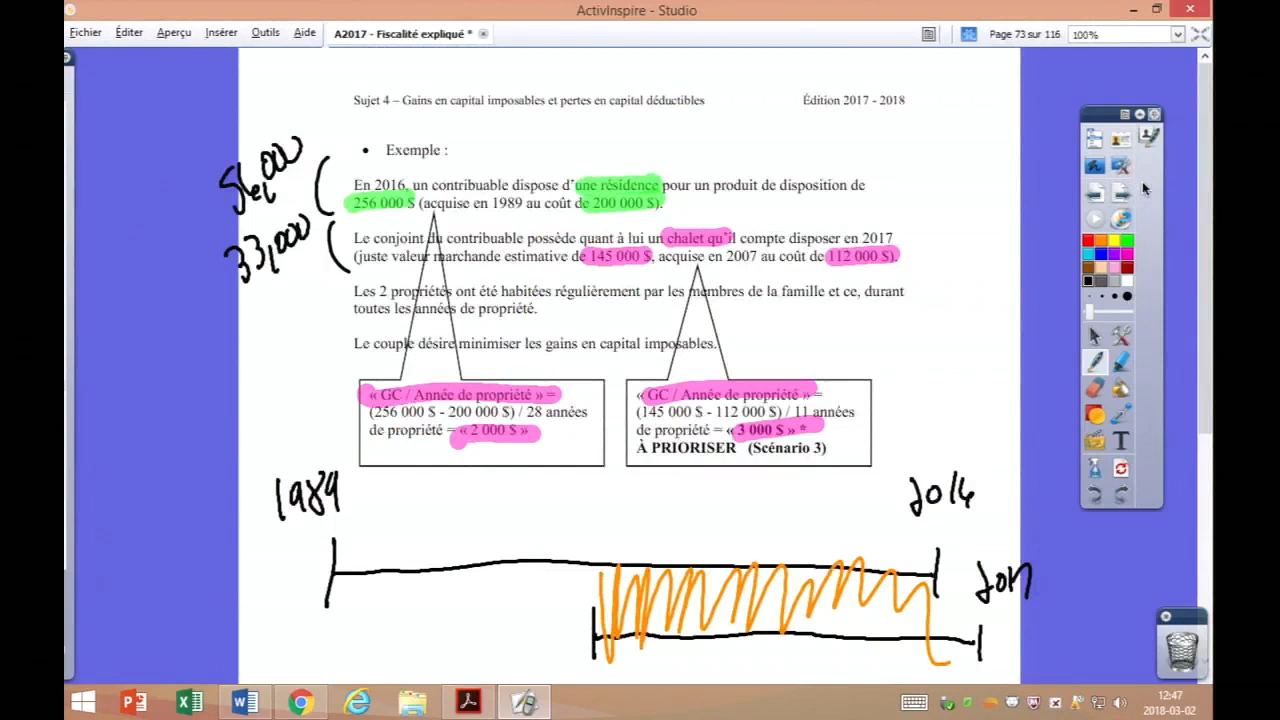 ActivInspire - Studio
Fichier Éditer Aperçu Insérer Outils Aide
A2017 - Fiscalité expliqué *
Page 73 sur 116
100%
Sujet 4 – Gains en capital imposables et pertes en capital déductibles
Édition 2017 - 2018
• Exemple :
56,000
En 2016, un contribuable dispose d'une résidence pour un produit de disposition de
256 000 $ (acquise en 1989 au coût de 200 000 $).
33,000
Le conjoint du contribuable possède quant à lui un chalet qu'il compte disposer en 2017
(juste valeur marchande estimative de 145 000 $, acquise en 2007 au coût de 112 000 $).
Les 2 propriétés ont été habitées régulièrement par les membres de la famille et ce, durant
toutes les années de propriété.
Le couple désire minimiser les gains en capital imposables.
« GC / Année de propriété » =
(256 000 $ - 200 000 $) / 28 années
de propriété = « 2 000 $ »
« GC / Année de propriété » =
(145 000 $ - 112 000 $) / 11 années
de propriété = « 3 000 $ » *
À PRIORISER (Scénario 3)
1989
2016
2017
12:47
2018-03-02